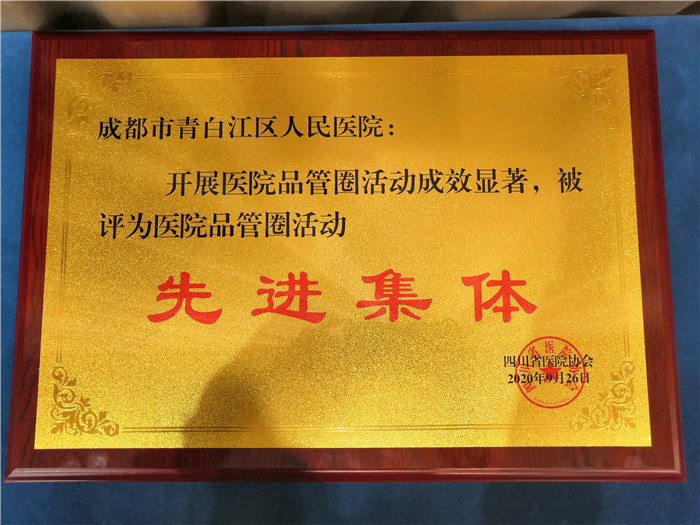 成都市青白江区人民医院：
开展医院品管圈活动成效显著，被
评为医院品管圈活动
先进集体
四川省医院协会
2020年9月26日